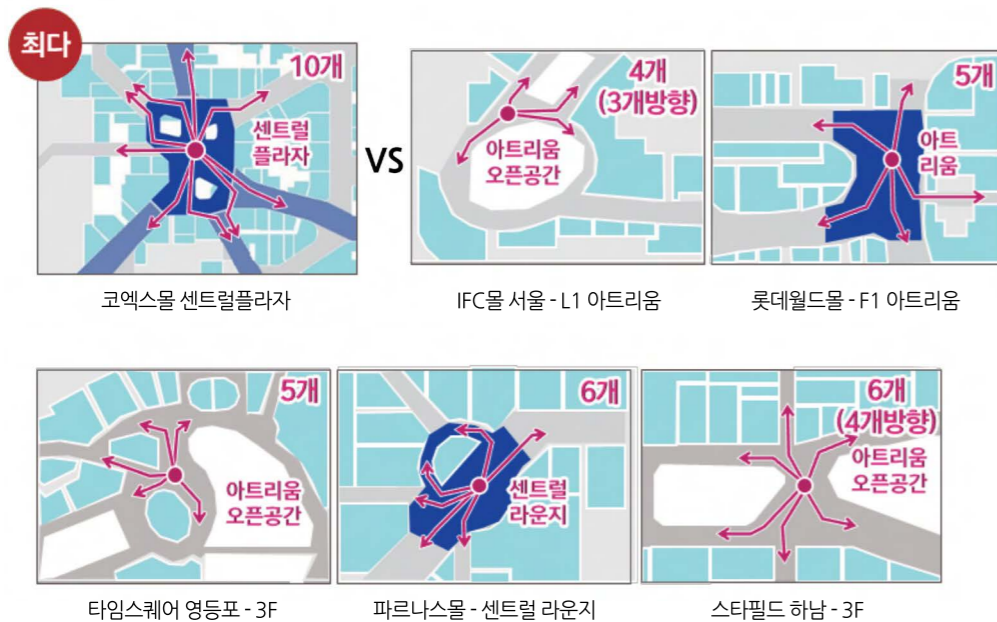 최다
10개
센트럴
플라자
코엑스몰 센트럴플라자
VS
4개
(3개방향)
아트리움
오픈공간
IFC몰 서울 - L1 아트리움
5개
아트
리움
롯데월드몰 - F1 아트리움
5개
아트리움
오픈공간
타임스퀘어 영등포 - 3F
6개
센트럴
라운지
파르나스몰 - 센트럴 라운지
6개
(4개방향)
아트리움
오픈공간
스타필드 하남 - 3F